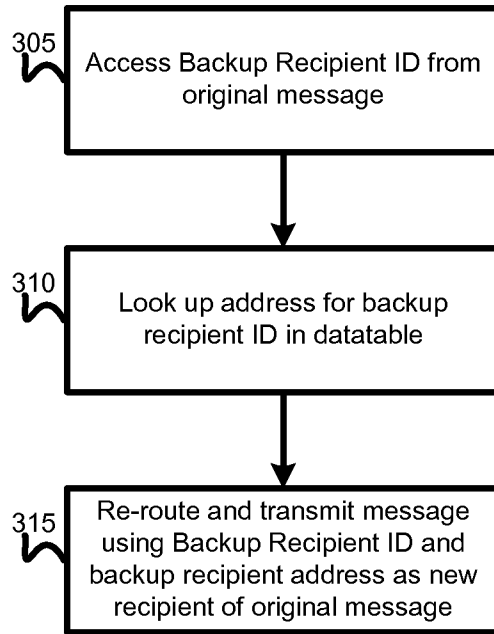 305
Access Backup Recipient ID from
original message
310
Look up address for backup
recipient ID in datatable
315
Re-route and transmit message
using Backup Recipient ID and
backup recipient address as new
recipient of original message